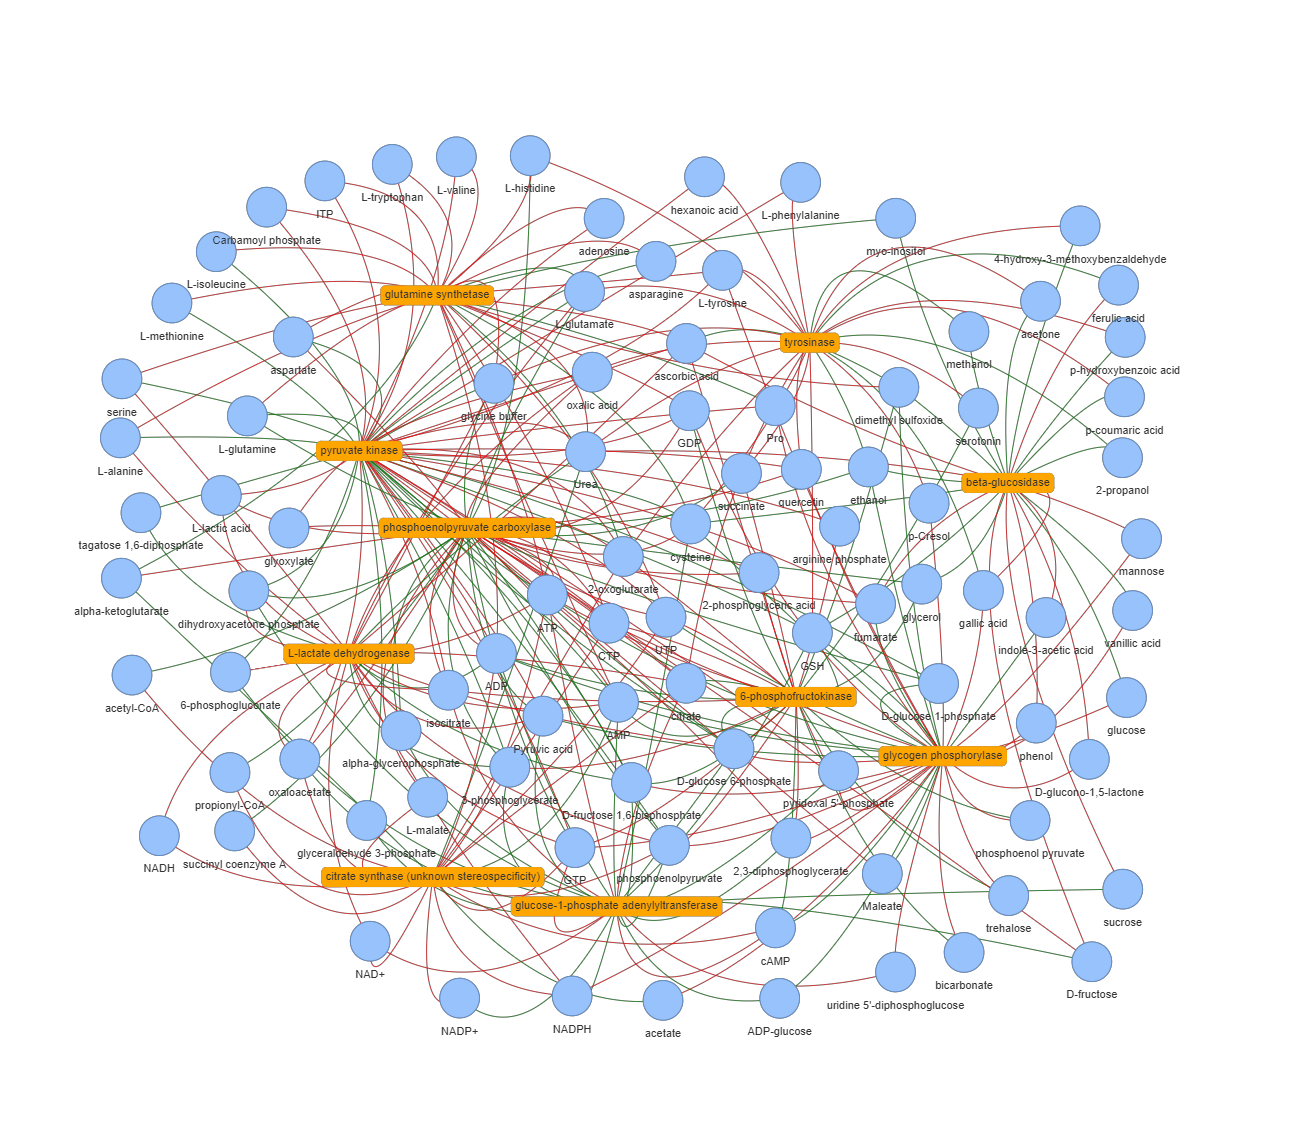 L-histidine
L-valine
L-tryptophan
hexanoic acid
ITP
L-phenylalanine
Carbamoyl phosphate
adenosine
myo-inositol
4-hydroxy-3-methoxybenzaldehyde
L-isoleucine
asparagine
glutamine synthetase
L-tyrosine
ferulic acid
L-glutamate
L-methionine
acetone
tyrosinase
methanol
aspartate
p-hydroxybenzoic acid
ascorbic acid
oxalic acid
serine
glycine buffer
dimethyl sulfoxide
p-coumaric acid
Pro
serotonin
GDP
L-glutamine
pyruvate kinase
L-alanine
beta-glucosidase
Urea
2-propanol
ethanol
quercetin
succinate
phosphoenolpyruvate carboxylase
L-lactic acid
p-Cresol
tagatose 1,6-diphosphate
cysteine
arginine phosphate
glyoxylate
mannose
2-oxoglutarate
2-phosphoglyceric acid
alpha-ketoglutarate
glycerol
dihydroxyacetone phosphate
gallic acid
ATP
fumarate
vanillic acid
UTP
indole-3-acetic acid
L-lactate dehydrogenase
CTP
GSH
ADP
6-phosphofructokinase
6-phosphogluconate
acetyl-CoA
citrate
D-glucose 1-phosphate
isocitrate
glucose
AMP
Pyruvic acid
glycogen phosphorylase
phenol
alpha-glycerophosphate
D-glucose 6-phosphate
oxaloacetate
D-glucono-1,5-lactone
3-phosphoglycerate
pyridoxal 5'-phosphate
propionyl-CoA
D-fructose 1,6-bisphosphate
L-malate
glyceraldehyde 3-phosphate
phosphoenol pyruvate
succinyl coenzyme A
NADH
2,3-diphosphoglycerate
citrate synthase (unknown stereospecificity)
phosphoenolpyruvate
GTP
glucose-1-phosphate adenylyltransferase
Maleate
sucrose
trehalose
cAMP
NAD+
bicarbonate
D-fructose
uridine 5'-diphosphoglucose
NADPH
NADP+
ADP-glucose
acetate